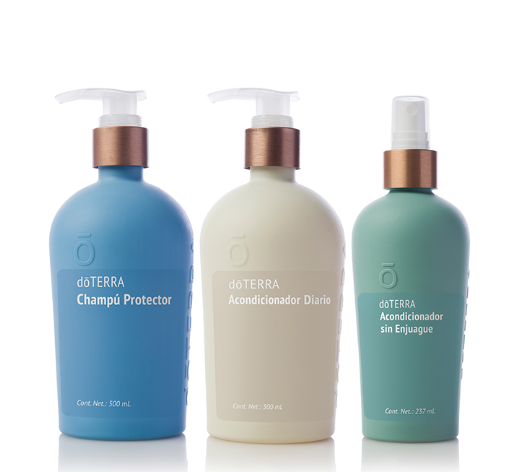 dōTERRA
Champú Protector
Cont. Net.: 500 mL
dōTERRA
Acondicionador Diario
Cont. Net.: 500 mL
dōTERRA
Acondicionador
sin Enjuague
Cont. Net.: 237 mL